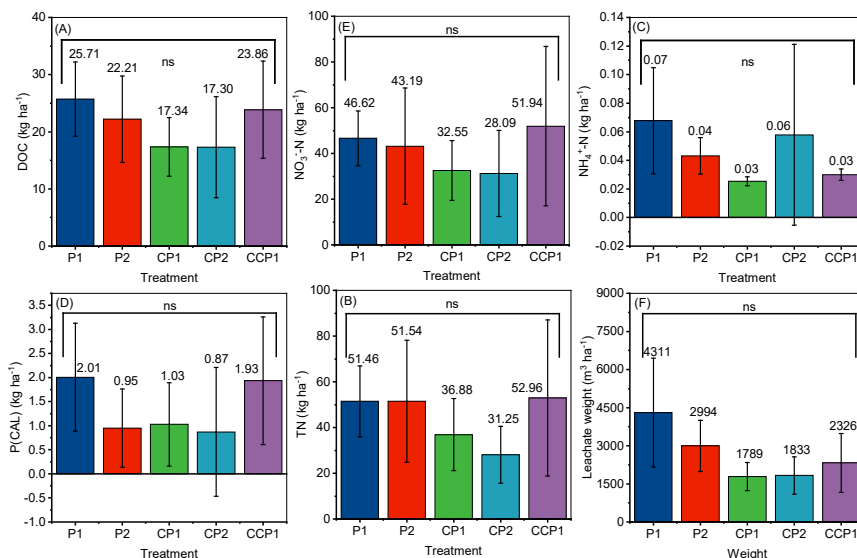 (A)
ns
25.71
22.21
17.34
17.30
23.86
DOC (kg ha⁻¹)
30
20
10
0
P1 P2 CP1 CP2 CCP1
Treatment
(E)
ns
46.62
43.19
32.55
28.09
51.94
NO₃⁻-N (kg ha⁻¹)
100
80
60
40
20
0
P1 P2 CP1 CP2 CCP1
Treatment
(C)
ns
0.07
0.04
0.03
0.06
0.03
NH₄⁺-N (kg ha⁻¹)
0.14
0.12
0.10
0.08
0.06
0.04
0.02
0.00
−0.02
P1 P2 CP1 CP2 CCP1
Treatment
(D)
ns
2.01
0.95
1.03
0.87
1.93
P(CAL) (kg ha⁻¹)
3.5
3.0
2.5
2.0
1.5
1.0
0.5
0.0
-0.5
-1.0
P1 P2 CP1 CP2 CCP1
Treatment
(B)
ns
51.46
51.54
36.88
31.25
52.96
TN (kg ha⁻¹)
100
80
60
40
20
0
P1 P2 CP1 CP2 CCP1
Treatment
(F)
ns
4311
2994
1789
1833
2326
Leachate weight (m³ ha⁻¹)
9000
7500
6000
4500
3000
1500
0
P1 P2 CP1 CP2 CCP1
Weight